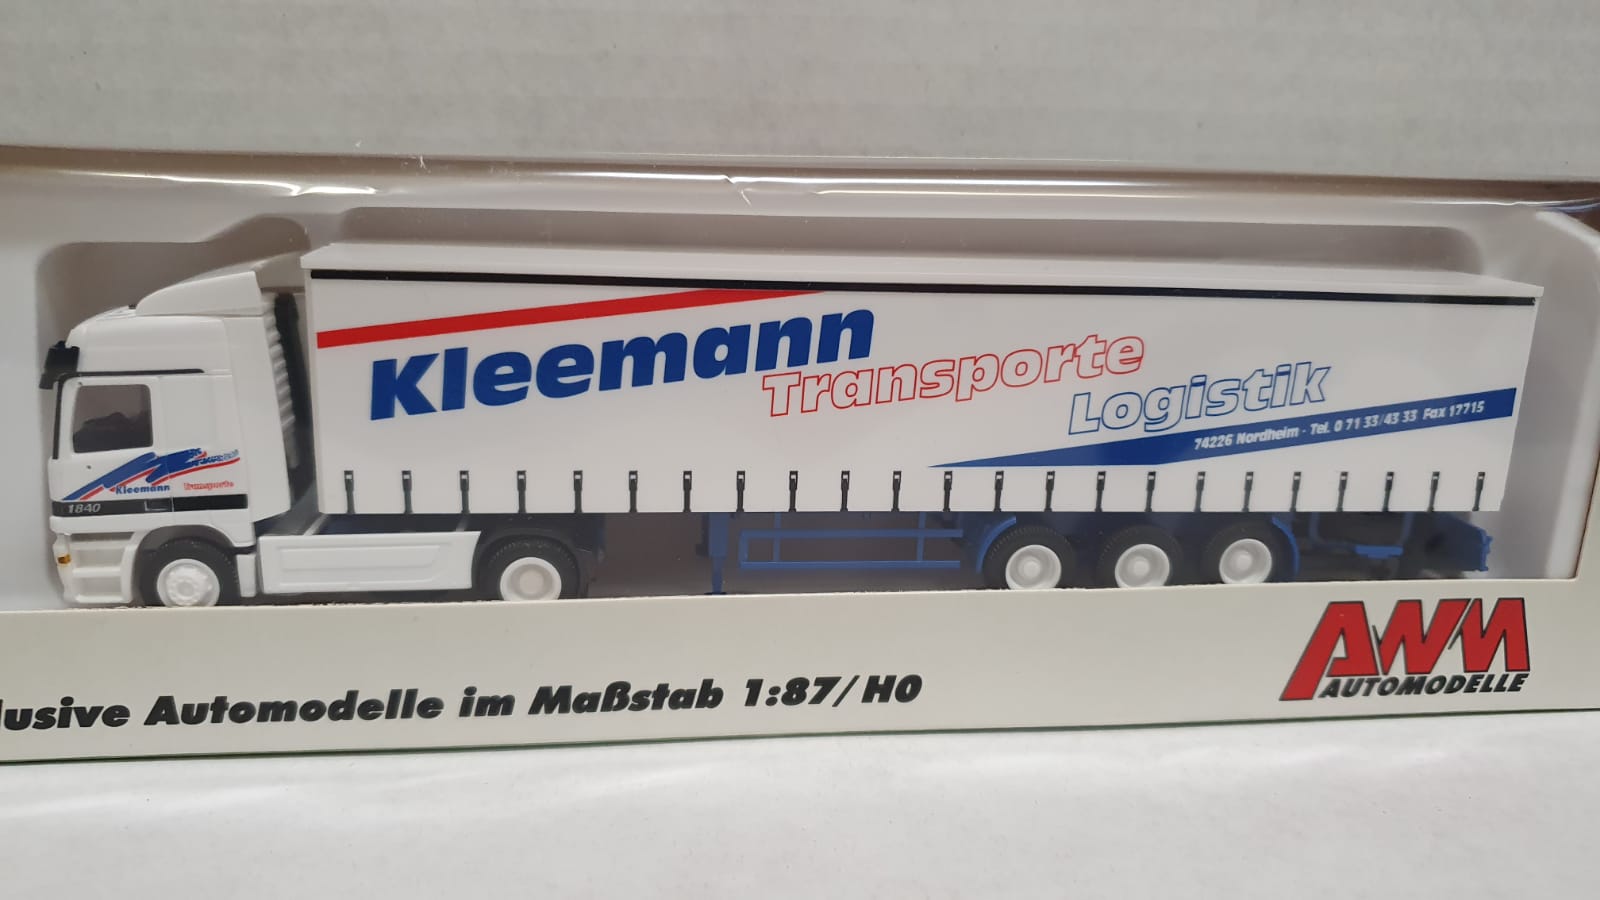 Kleemann
Transporte
Logistik
74226 Nordheim - Tel. 0 71 33/43 33 Fax 17715
Kleemann Transporte
1840
lusive Automodelle im Maßstab 1:87/H0
AWM
AUTOMODELLE